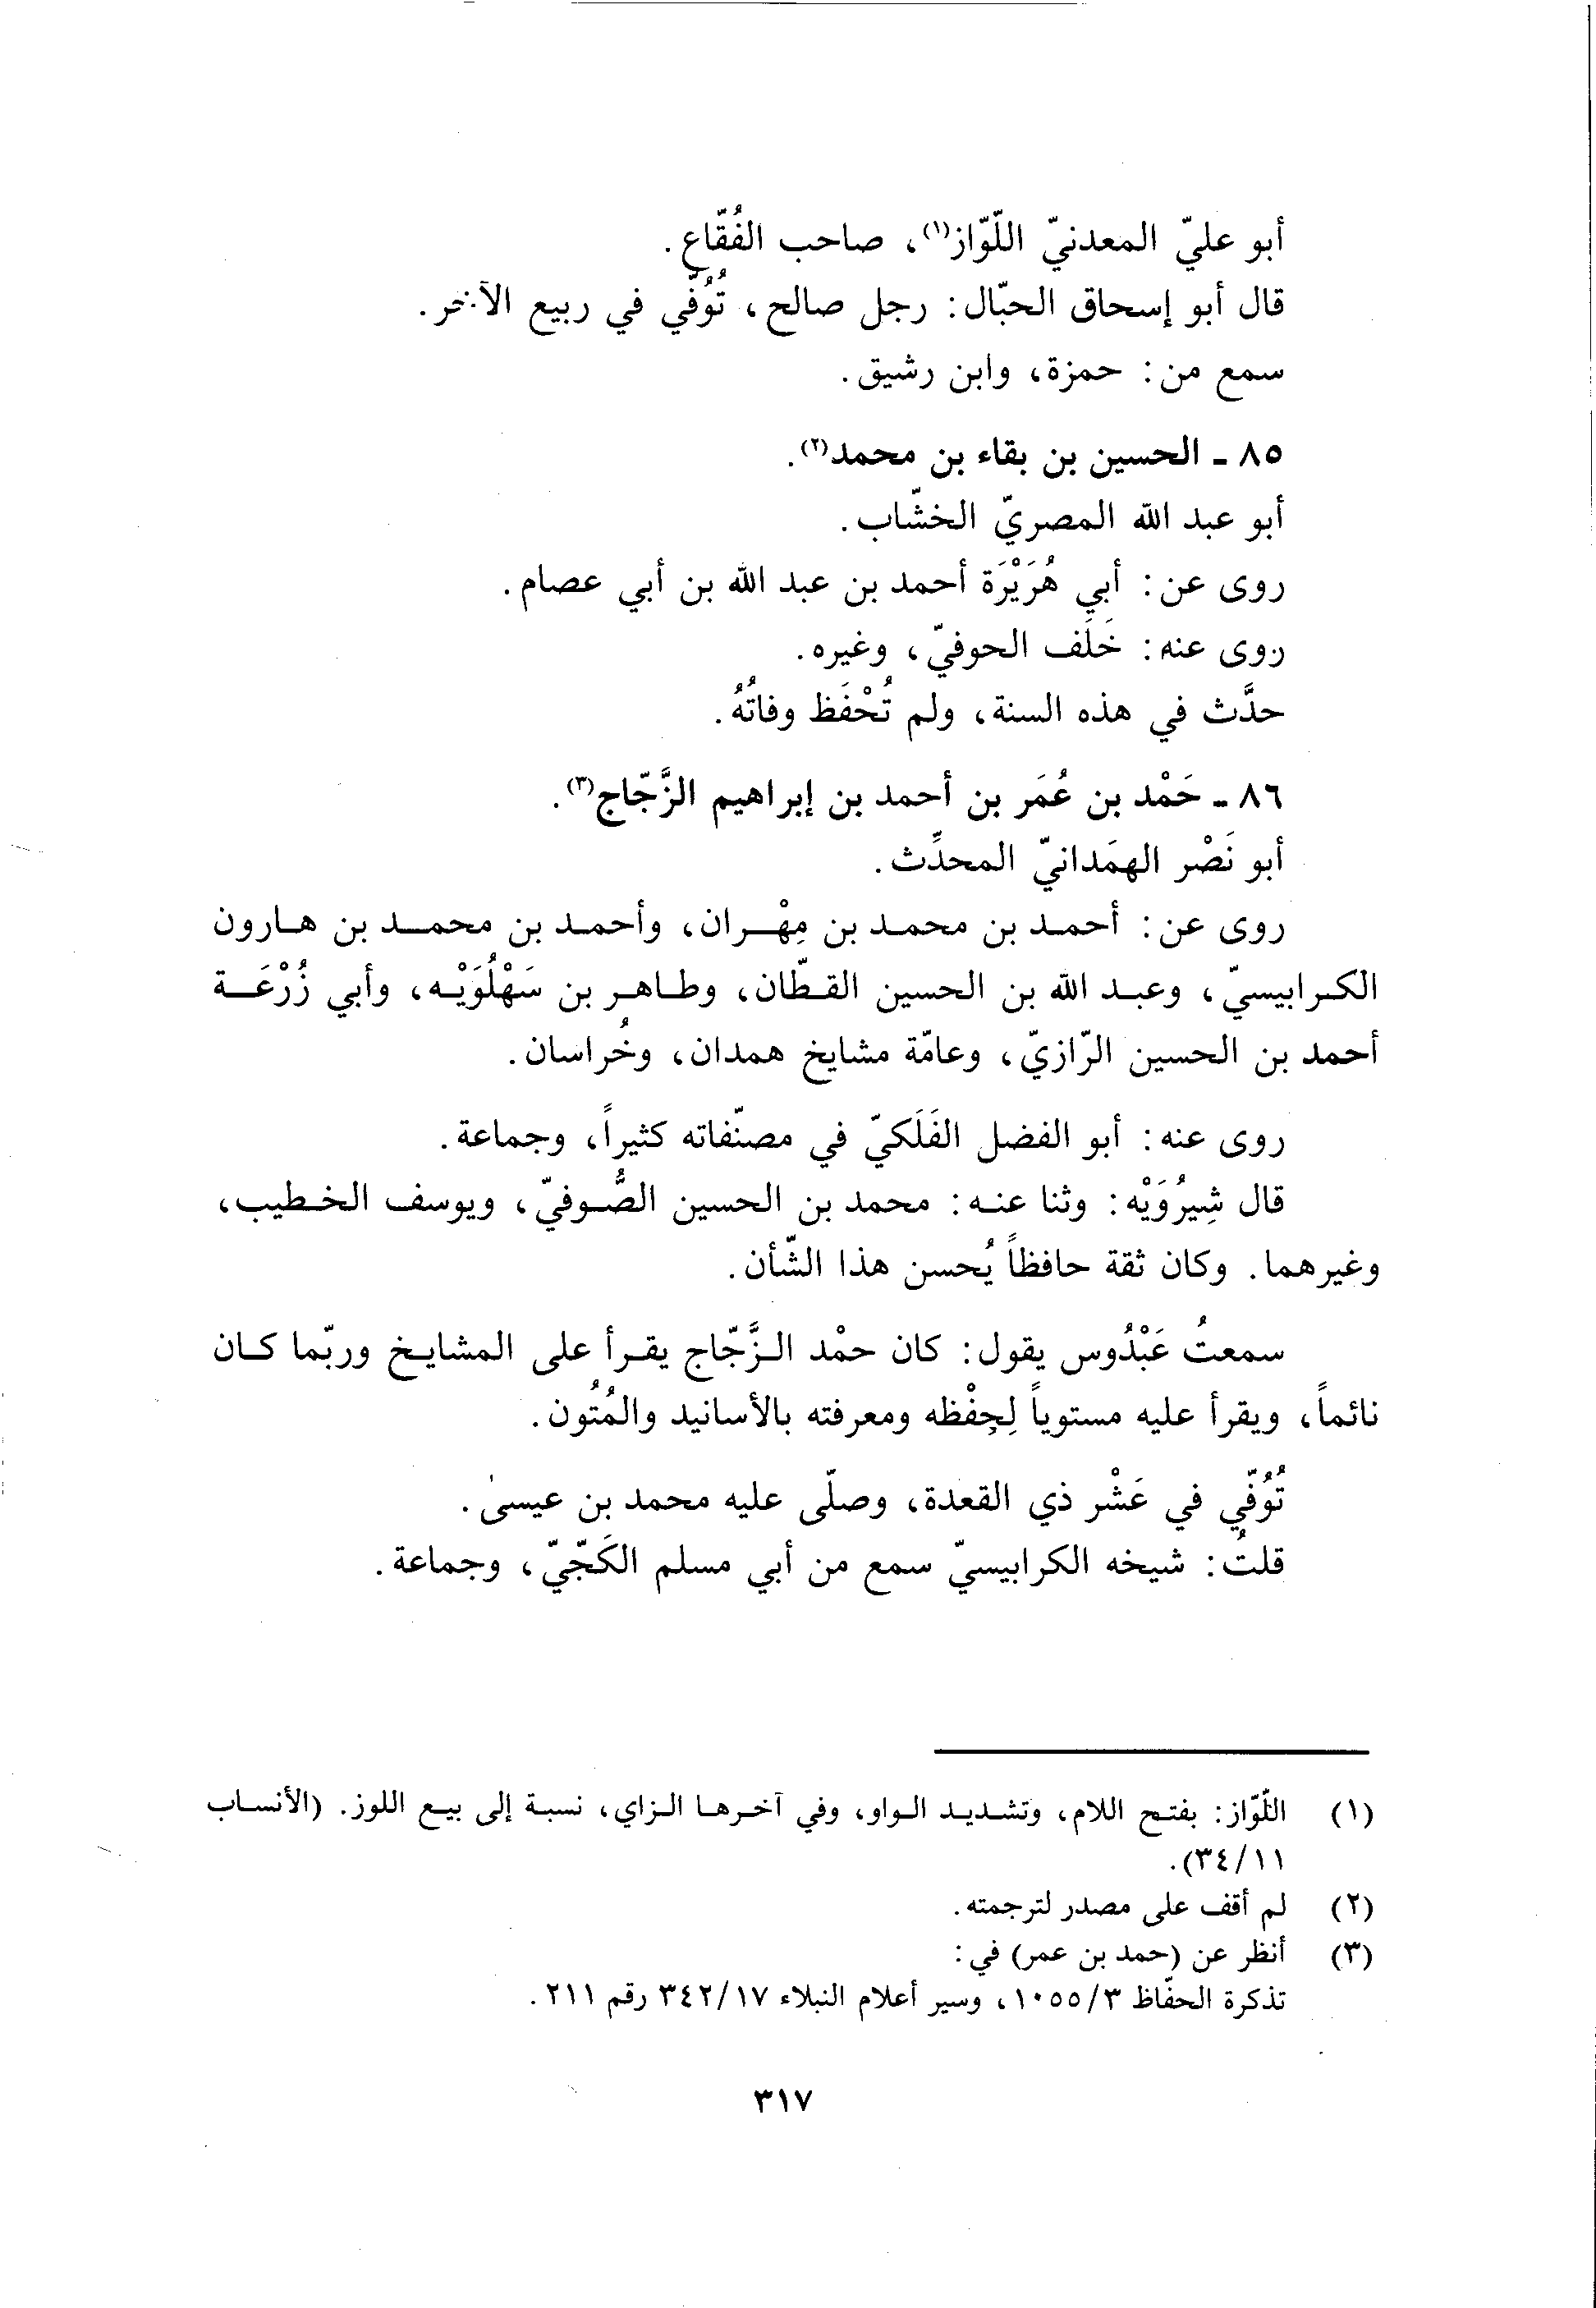 أبو عليّ المعدنيّ اللّوّاز(١)، صاحب الفُقّاع.
قال أبو إسحاق الحبّال: رجل صالح، تُوُفّي في ربيع الآخر.
سمع من: حمزة، وابن رشيق.
٨٥ ـ الحسين بن بقاء بن محمد(٢).
أبو عبد الله المصريّ الخشّاب.
روى عن: أبي هُرَيْرَة أحمد بن عبد الله بن أبي عصام.
روى عنه: خَلَف الحوفيّ، وغيره.
حدَّث في هذه السنة، ولم تُحْفَظ وفاتُهُ.
٨٦ ـ حَمْد بن عُمَر بن أحمد بن إبراهيم الزَّجّاج(٣).
أبو نَصْر الهمَدانيّ المحدِّث.
روى عن: أحمد بن محمد بن مِهْران، وأحمد بن محمد بن هارون
الكرابيسيّ، وعبد الله بن الحسين القطّان، وطاهر بن سَهْلُوَيْه، وأبي زُرْعَة
أحمد بن الحسين الرّازيّ، وعامّة مشايخ همدان، وخُراسان.
روى عنه: أبو الفضل الفَلَكيّ في مصنّفاته كثيراً، وجماعة.
قال شِيرُوَيْه: وثنا عنه: محمد بن الحسين الصُّوفيّ، ويوسف الخطيب،
وغيرهما. وكان ثقة حافظاً يُحسن هذا الشّأن.
سمعتُ عَبْدُوس يقول: كان حمْد الزَّجّاج يقرأ على المشايخ وربّما كان
نائماً، ويقرأ عليه مستوياً لِحِفْظه ومعرفته بالأسانيد والمُتُون.
تُوُفّي في عَشْر ذي القعدة، وصلّى عليه محمد بن عيسىٰ.
قلتُ: شيخه الكرابيسيّ سمع من أبي مسلم الكَجّيّ، وجماعة.
(١) اللّوّاز: بفتح اللام، وتشديد الواو، وفي آخرها الزاي، نسبة إلى بيع اللوز. (الأنساب
١١/٣٤).
(٢) لم أقف على مصدر لترجمته.
(٣) أنظر عن (حمد بن عمر) في:
تذكرة الحفّاظ ٣/١٠٥٥، وسير أعلام النبلاء ١٧/٣٤٢ رقم ٢١١.
٣١٧